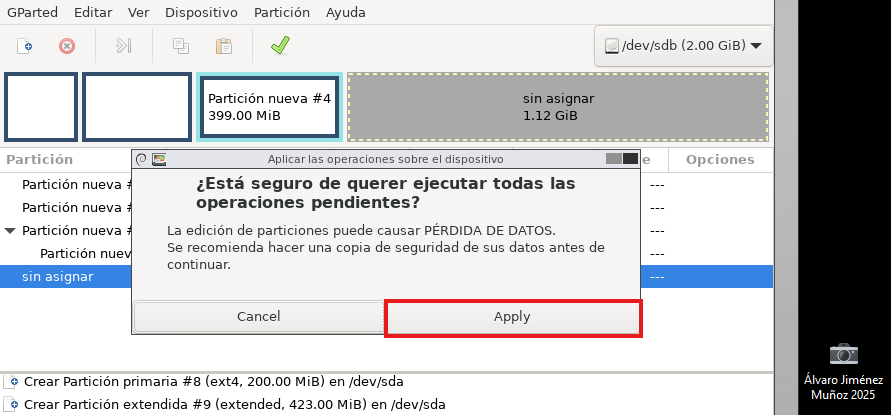 GParted Editar Ver Dispositivo Partición Ayuda
/dev/sdb (2.00 GiB)
Partición nueva #4
399.00 MiB
sin asignar
1.12 GiB
Partición
Opciones
Aplicar las operaciones sobre el dispositivo
¿Está seguro de querer ejecutar todas las
operaciones pendientes?
La edición de particiones puede causar PÉRDIDA DE DATOS.
Se recomienda hacer una copia de seguridad de sus datos antes de
continuar.
Cancel Apply
Partición nueva ---
Partición nueva ---
Partición nueva ---
Partición ---
sin asignar ---
Crear Partición primaria #8 (ext4, 200.00 MiB) en /dev/sda
Crear Partición extendida #9 (extended, 423.00 MiB) en /dev/sda
Álvaro Jiménez
Muñoz 2025